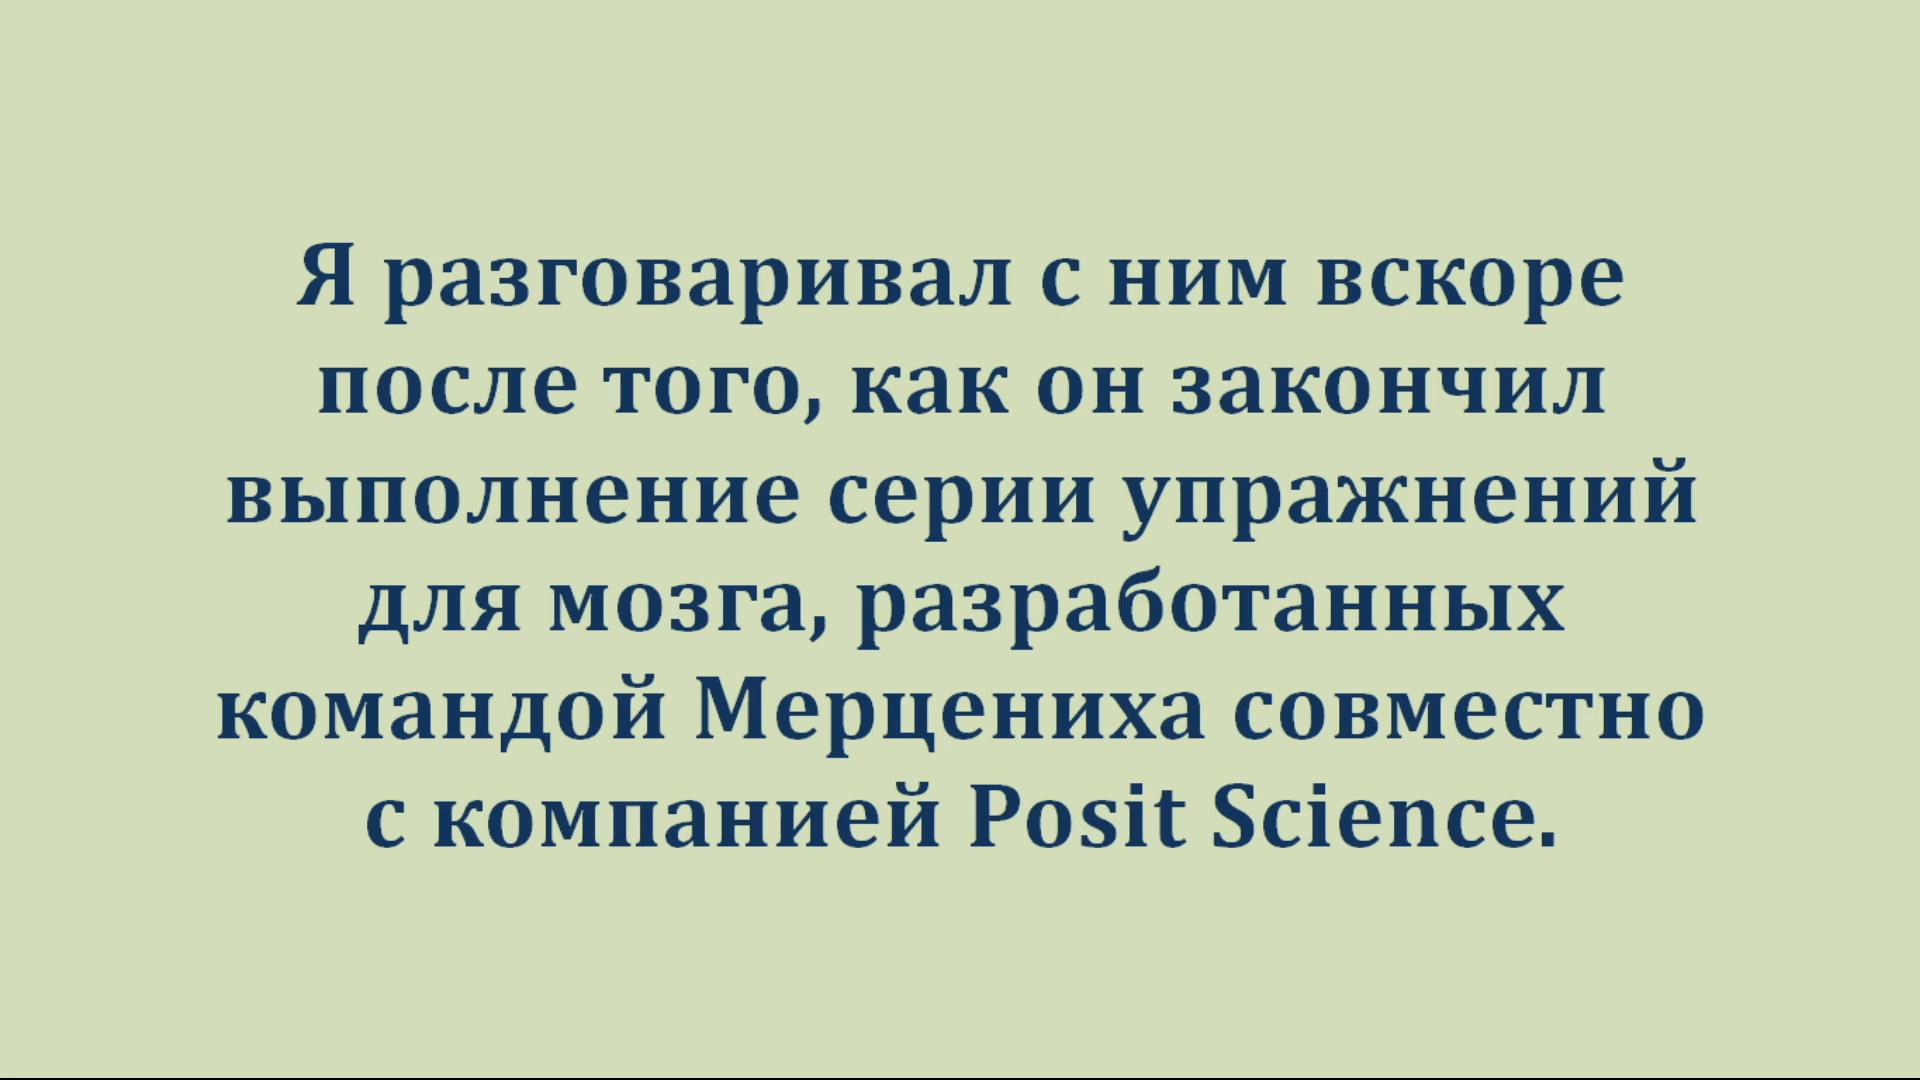 Я разговаривал с ним вскоре
после того, как он закончил
выполнение серии упражнений
для мозга, разработанных
командой Мерцениха совместно
с компанией Posit Science.